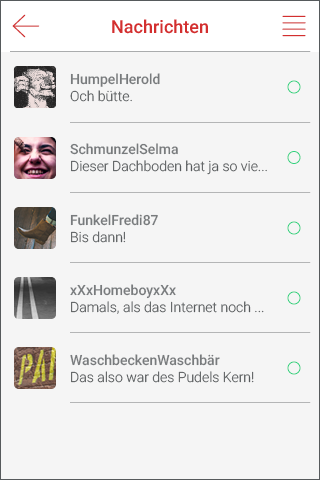 Nachrichten
HumpelHerold
Och bütte.
SchmunzelSelma
Dieser Dachboden hat ja so vie...
FunkelFredi87
Bis dann!
xXxHomeboyxXx
Damals, als das Internet noch ...
WaschbeckenWaschbär
Das also war des Pudels Kern!
PAR